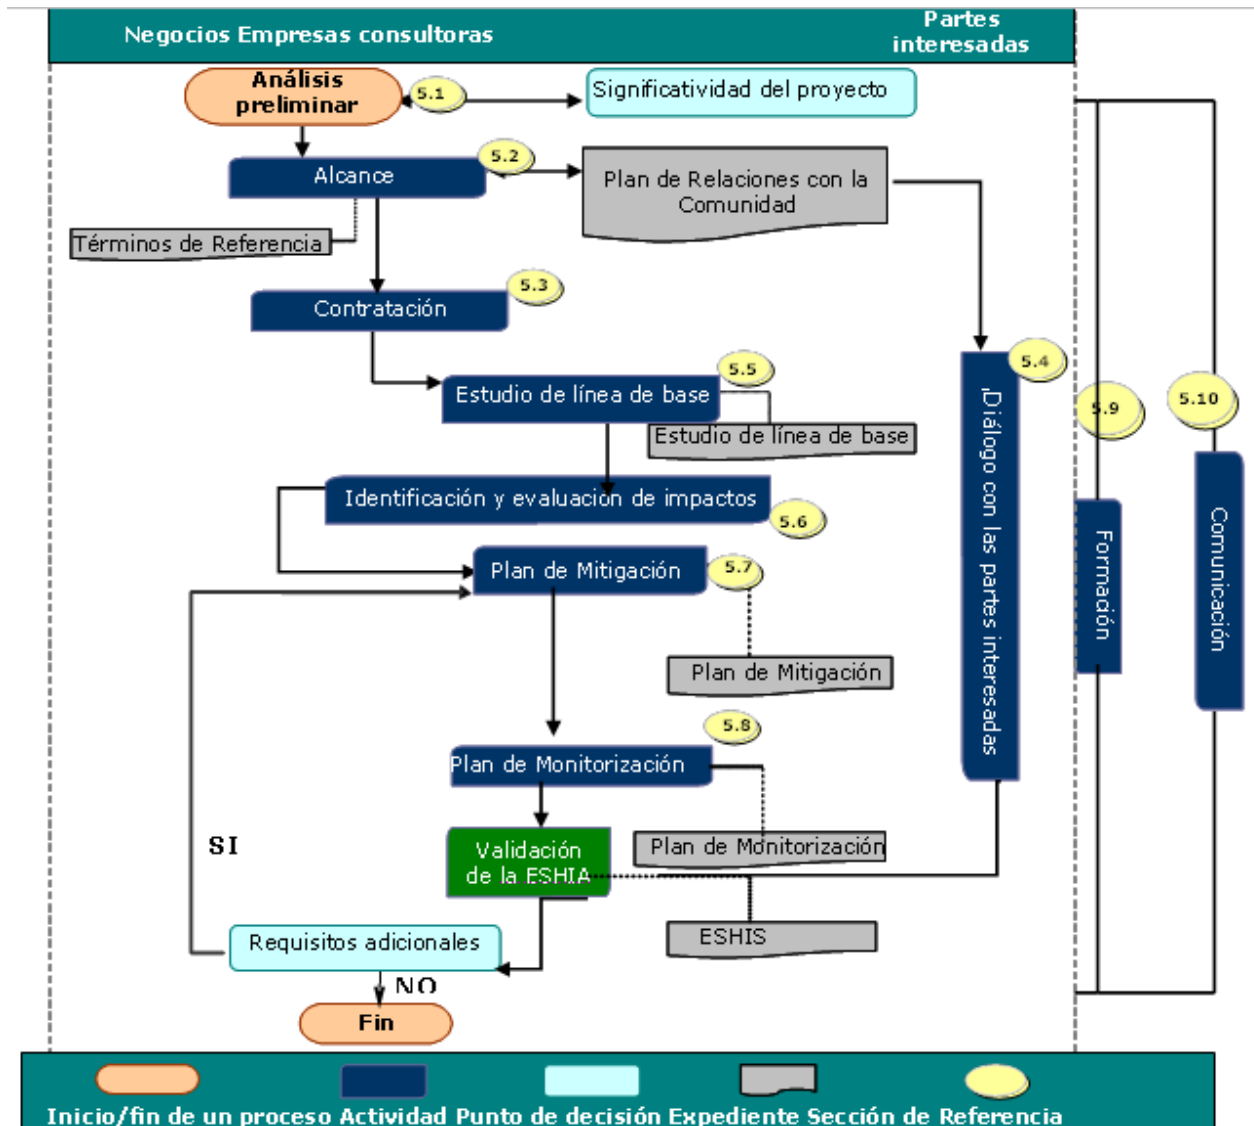 Negocios Empresas consultoras
Partes
interesadas
Análisis
preliminar
5.1
Significatividad del proyecto
5.2
Alcance
Plan de Relaciones con la
Comunidad
Términos de Referencia
5.3
Contratación
5.4
¡Diálogo con las partes interesadas
5.5
Estudio de línea de base
Estudio de línea de base
5.9
Formación
5.10
Comunicación
Identificación y evaluación de impactos
5.6
Plan de Mitigación
5.7
Plan de Mitigación
5.8
Plan de Monitorización
Plan de Monitorización
SI
Validación
de la ESHIA
ESHIS
Requisitos adicionales
NO
Fin
Inicio/fin de un proceso Actividad Punto de decisión Expediente Sección de Referencia